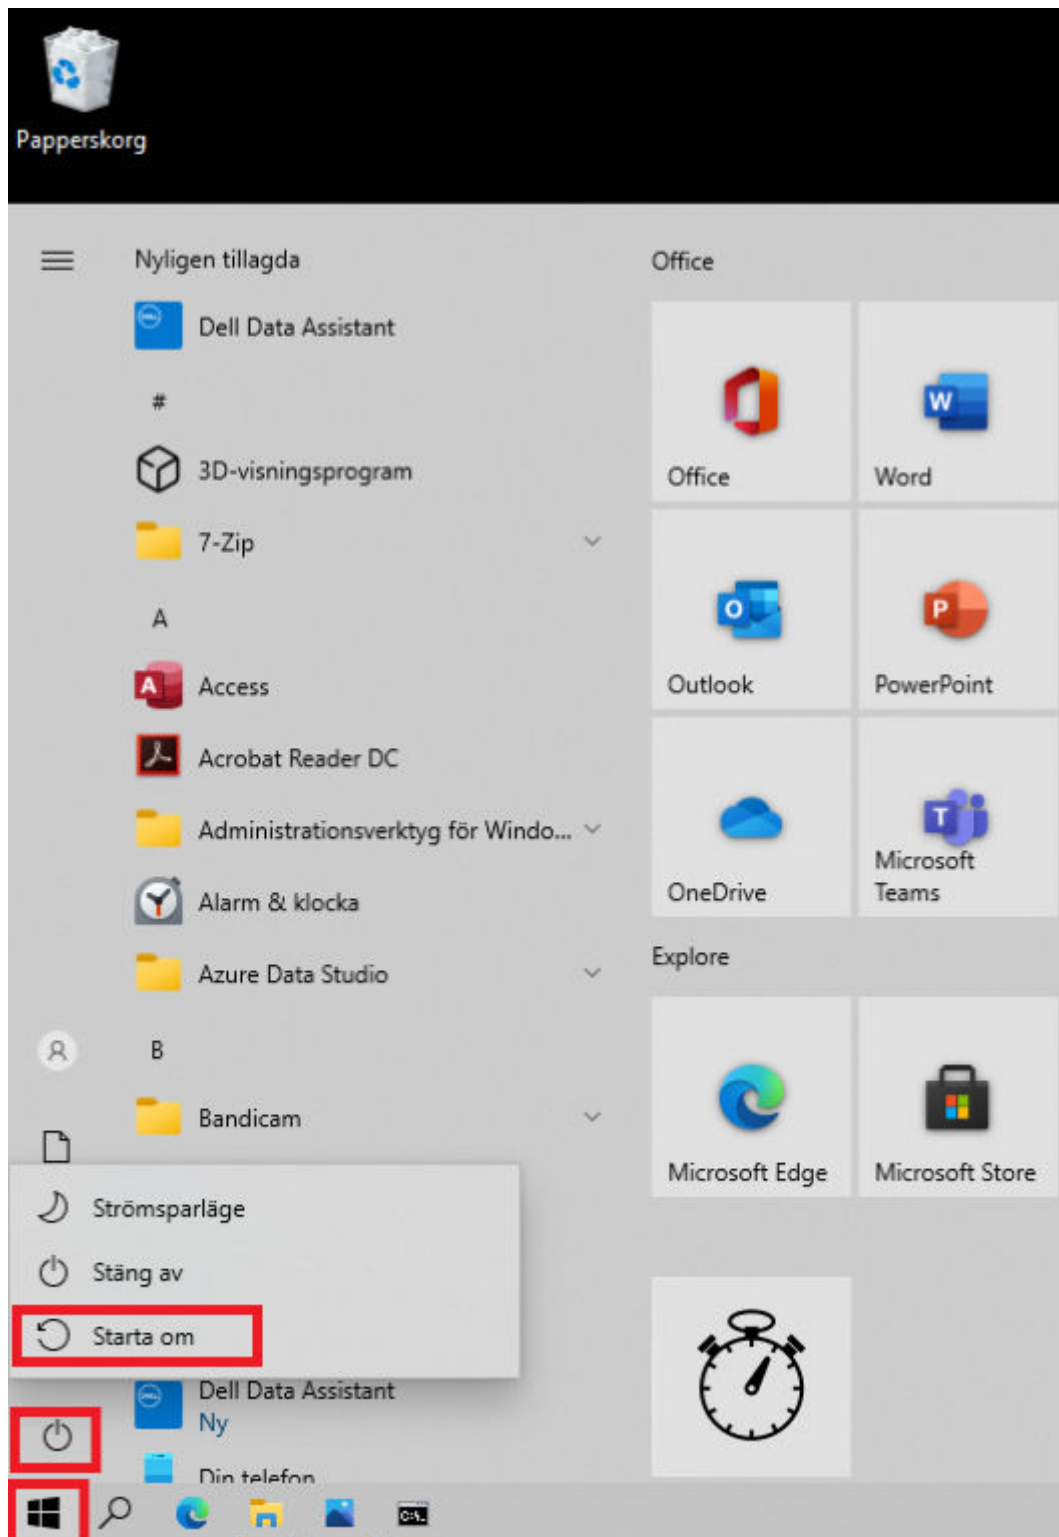 Papperskorg
Nyligen tillagda
Dell Data Assistant
#
3D-visningsprogram
7-Zip
A
Access
Acrobat Reader DC
Administrationsverktyg för Windo...
Alarm & klocka
Azure Data Studio
B
Bandicam
Strömsparläge
Stäng av
Starta om
Dell Data Assistant
Ny
Din telefon
Office
Office
Word
Outlook
PowerPoint
OneDrive
Microsoft
Teams
Explore
Microsoft Edge
Microsoft Store